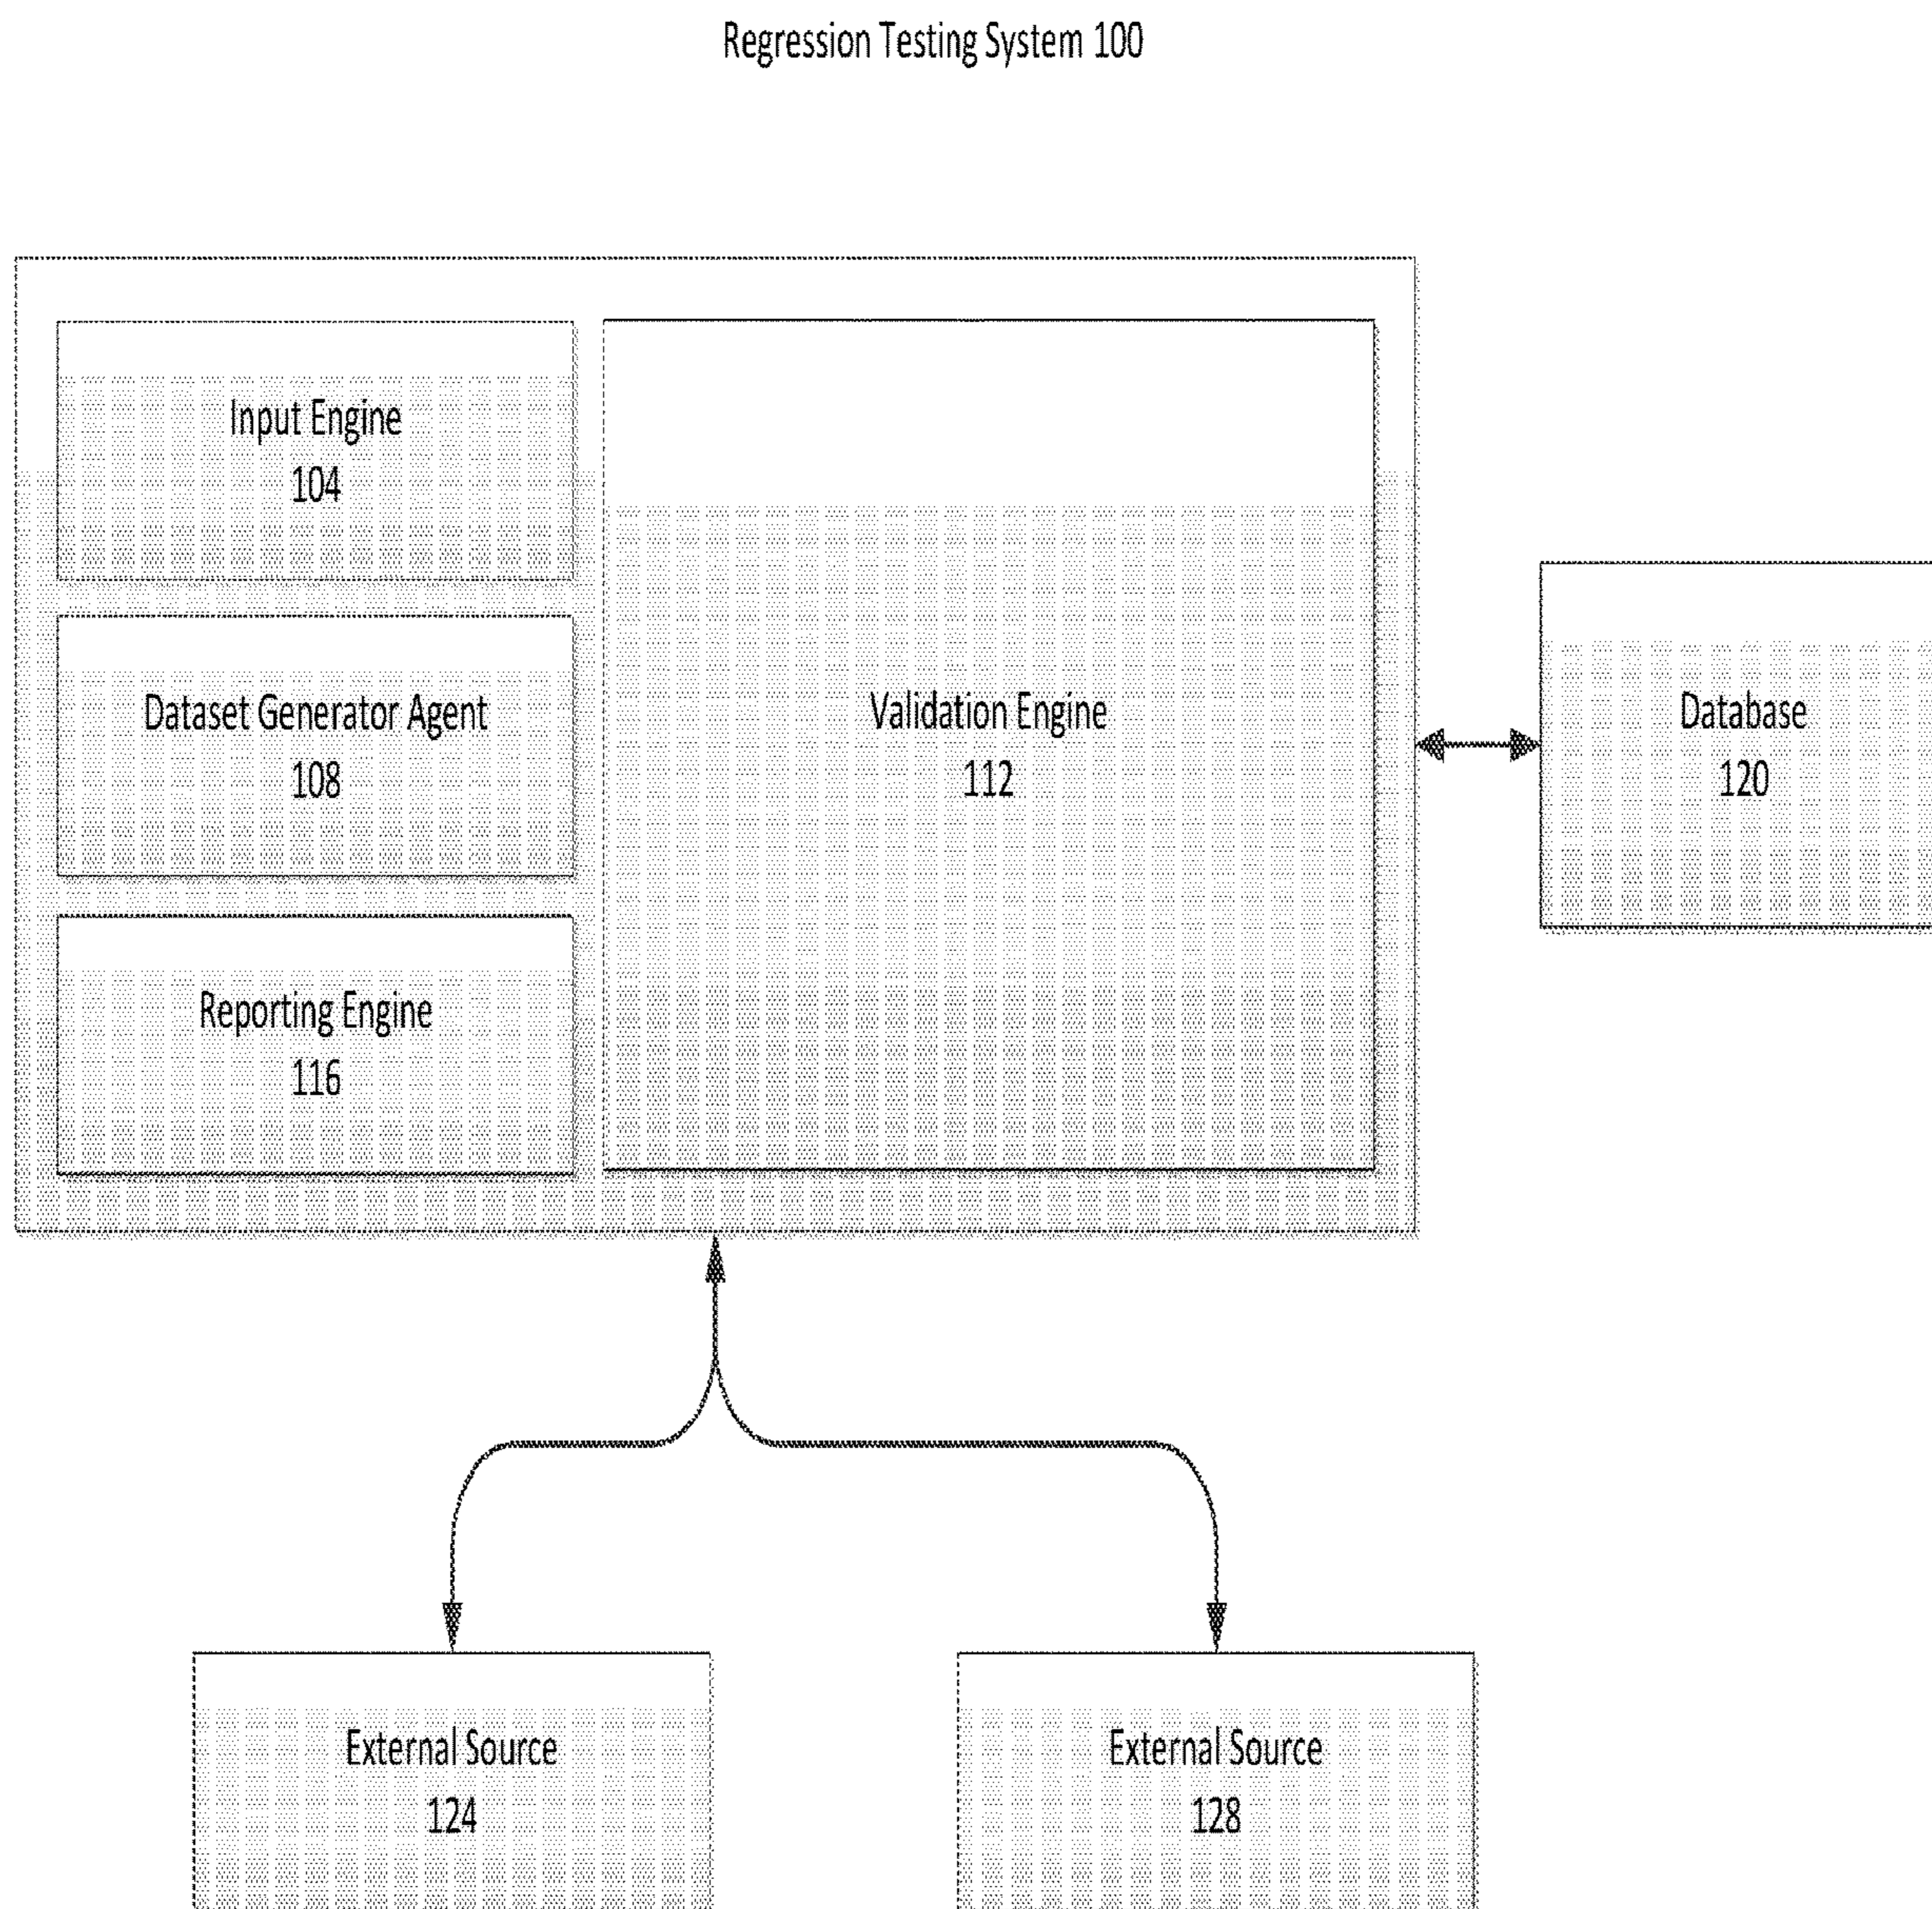 Regression Testing System 100
Input Engine
104
Dataset Generator Agent
108
Reporting Engine
116
Validation Engine
112
Database
120
External Source
124
External Source
128